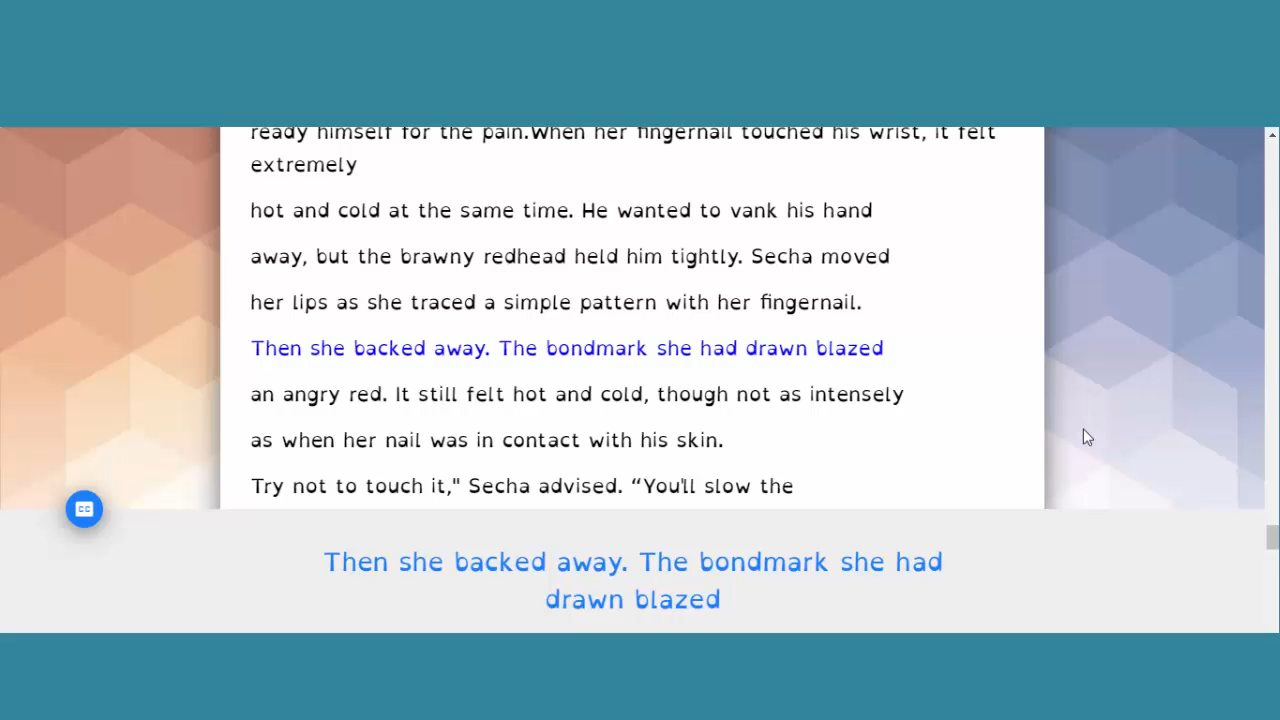 ready himself for the pain.When her fingernail touched his wrist, it felt
extremely
hot and cold at the same time. He wanted to vank his hand
away, but the brawny redhead held him tightly. Secha moved
her lips as she traced a simple pattern with her fingernail.
Then she backed away. The bondmark she had drawn blazed
an angry red. It still felt hot and cold, though not as intensely
as when her nail was in contact with his skin.
Try not to touch it," Secha advised. “You'll slow the
CC
Then she backed away. The bondmark she had
drawn blazed